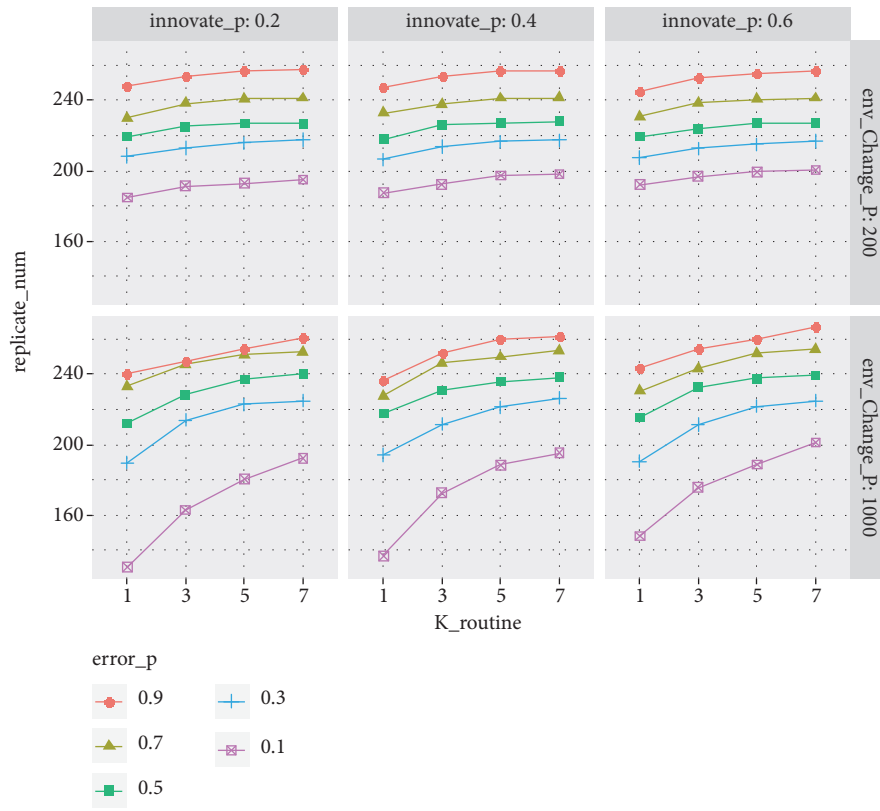 innovate_p: 0.2 innovate_p: 0.4 innovate_p: 0.6
240
200
160
env_Change_P: 200
replicate_num
240
200
160
env_Change_P: 1000
1 3 5 7 1 3 5 7 1 3 5 7
K_routine
error_p
0.9 0.3
0.7 0.1
0.5